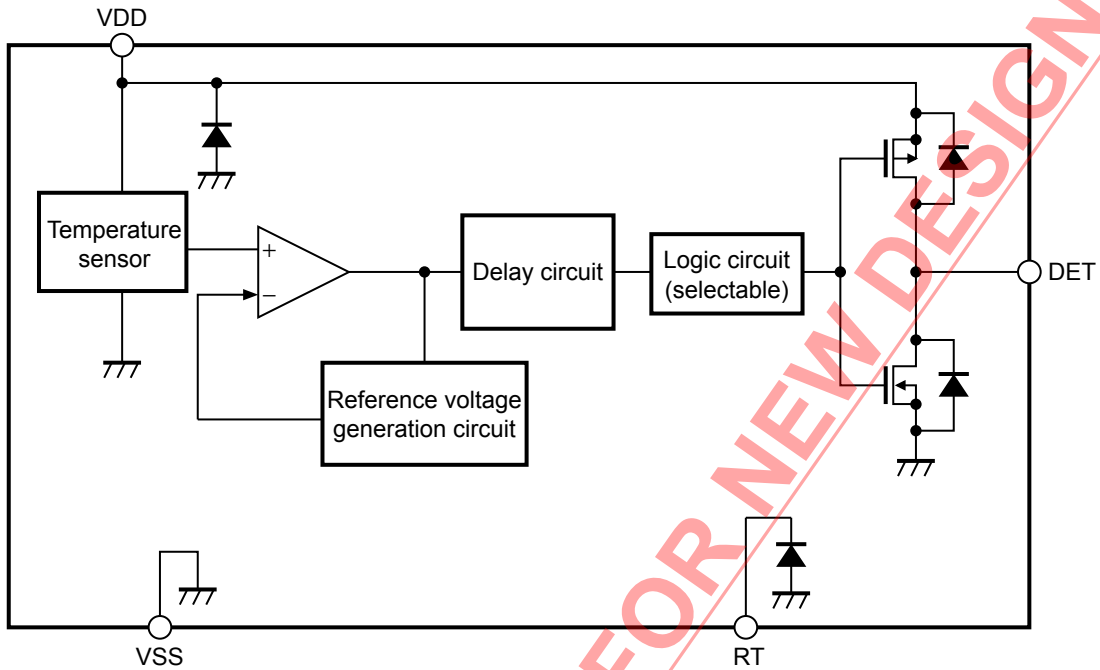 VDD
Temperature
sensor
+
−
Delay circuit
Logic circuit
(selectable)
DET
Reference voltage
generation circuit
VSS
RT
FOR NEW DESIGN